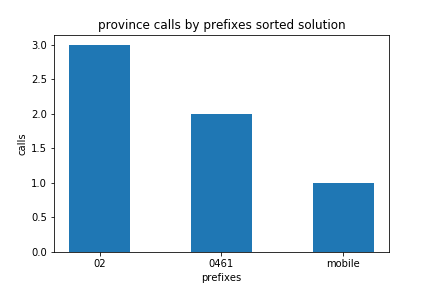 province calls by prefixes sorted solution
3.0
2.5
2.0
1.5
1.0
0.5
0.0
calls
02 0461 mobile
prefixes